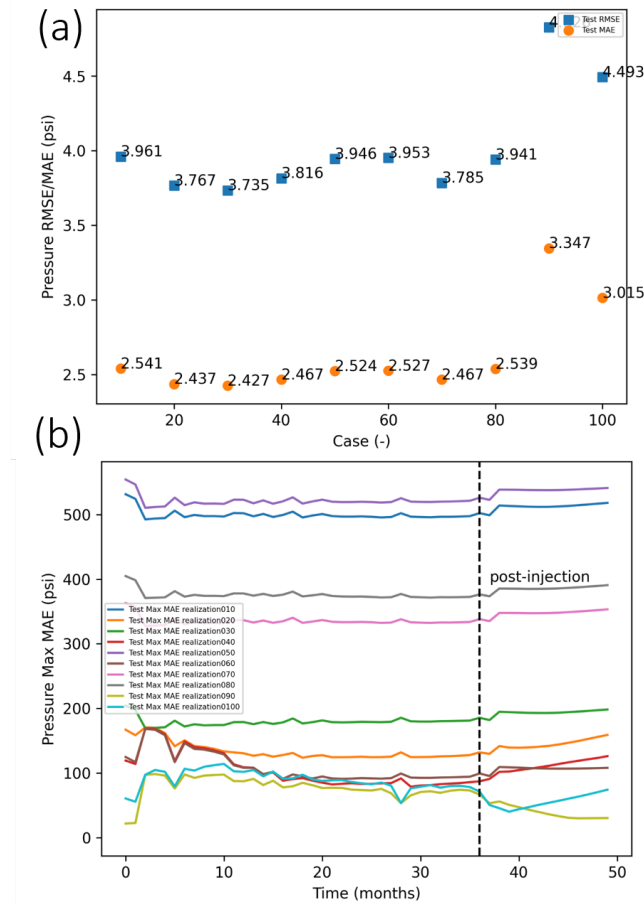 (a)
Pressure RMSE/MAE (psi)
4.5
4.0
3.5
3.0
2.5
Test RMSE
Test MAE
4.493
3.961
3.767
3.735
3.816
3.946
3.953
3.785
3.941
3.347
3.015
2.541
2.437
2.427
2.467
2.524
2.527
2.467
2.539
20
40
60
80
100
Case (-)
(b)
Pressure Max MAE (psi)
500
400
300
200
100
0
post-injection
Test Max MAE realization010
Test Max MAE realization020
Test Max MAE realization030
Test Max MAE realization040
Test Max MAE realization050
Test Max MAE realization060
Test Max MAE realization070
Test Max MAE realization080
Test Max MAE realization090
Test Max MAE realization0100
0
10
20
30
40
50
Time (months)